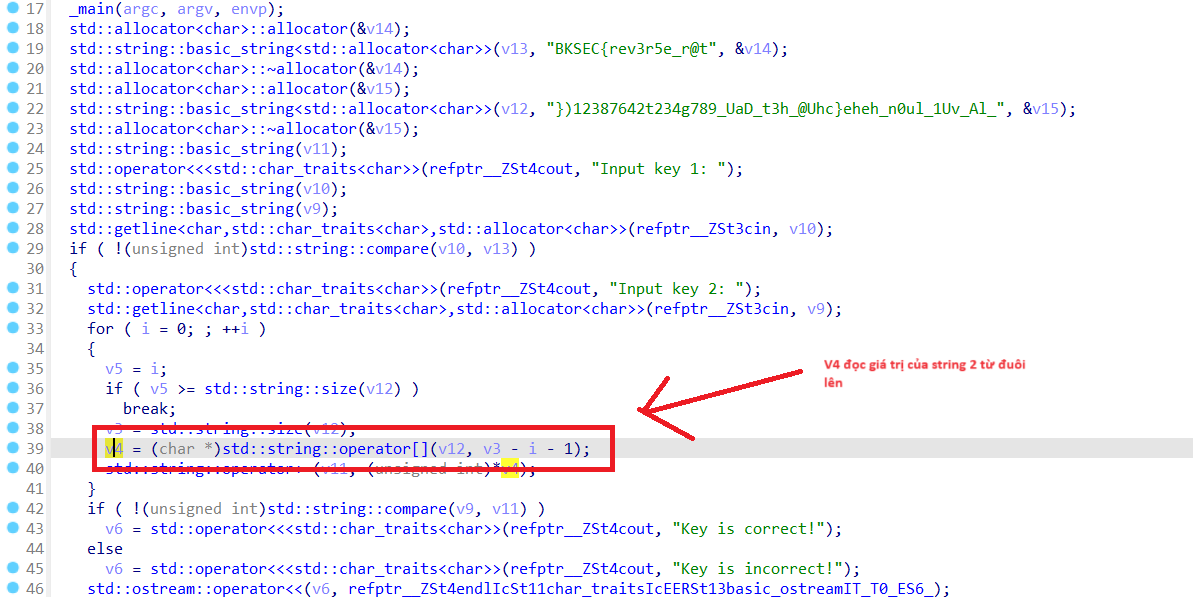 17 _main(argc, argv, envp);
18 std::allocator<char>::allocator(&v14);
19 std::string::basic_string<std::allocator<char>>(v13, "BKSEC{rev3r5e_r@t", &v14);
20 std::allocator<char>::~allocator(&v14);
21 std::allocator<char>::allocator(&v15);
22 std::string::basic_string<std::allocator<char>>(v12, "})12387642t234g789_UaD_t3h_@Uhc}eheh_n0ul_1Uv_Al_", &v15);
23 std::allocator<char>::~allocator(&v15);
24 std::string::basic_string(v11);
25 std::operator<<<std::char_traits<char>>(refptr__ZSt4cout, "Input key 1: ");
26 std::string::basic_string(v10);
27 std::string::basic_string(v9);
28 std::getline<char,std::char_traits<char>,std::allocator<char>>(refptr__ZSt3cin, v10);
29 if ( !(unsigned int)std::string::compare(v10, v13) )
30 {
31 std::operator<<<std::char_traits<char>>(refptr__ZSt4cout, "Input key 2: ");
32 std::getline<char,std::char_traits<char>,std::allocator<char>>(refptr__ZSt3cin, v9);
33 for ( i = 0; ; ++i )
34 {
35 v5 = i;
36 if ( v5 >= std::string::size(v12) )
37 break;
38 v3 = std::string::size(v12);
39 v4 = (char *)std::string::operator[](v12, v3 - i - 1);
40 std::string::operator (v11, (unsigned int)*v4);
41 }
42 if ( !(unsigned int)std::string::compare(v9, v11) )
43 v6 = std::operator<<<std::char_traits<char>>(refptr__ZSt4cout, "Key is correct!");
44 else
45 v6 = std::operator<<<std::char_traits<char>>(refptr__ZSt4cout, "Key is incorrect!");
46 std::ostream::operator<<(v6, refptr__ZSt4endlIcSt11char_traitsIcEERSt13basic_ostreamIT_T0_ES6_);
V4 đọc giá trị của string 2 từ đuôi
lên